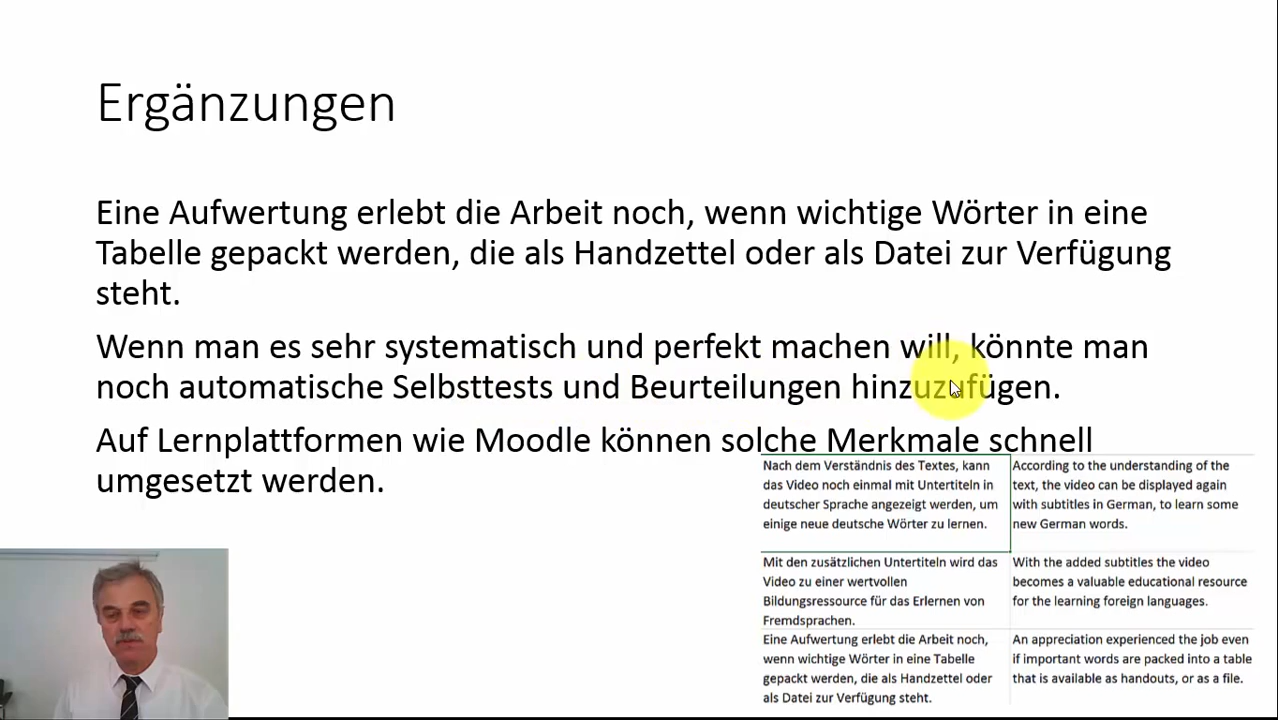 Ergänzungen
Eine Aufwertung erlebt die Arbeit noch, wenn wichtige Wörter in eine
Tabelle gepackt werden, die als Handzettel oder als Datei zur Verfügung
steht.
Wenn man es sehr systematisch und perfekt machen will, könnte man
noch automatische Selbsttests und Beurteilungen hinzuzufügen.
Auf Lernplattformen wie Moodle können solche Merkmale schnell
umgesetzt werden.
Nach dem Verständnis des Textes, kann
das Video noch einmal mit Untertiteln in
deutscher Sprache angezeigt werden, um
einige neue deutsche Wörter zu lernen.
According to the understanding of the
text, the video can be displayed again
with subtitles in German, to learn some
new German words.
Mit den zusätzlichen Untertiteln wird das
Video zu einer wertvollen
Bildungsressource für das Erlernen von
Fremdsprachen.
With the added subtitles the video
becomes a valuable educational resource
for the learning foreign languages.
Eine Aufwertung erlebt die Arbeit noch,
wenn wichtige Wörter in eine Tabelle
gepackt werden, die als Handzettel oder
als Datei zur Verfügung steht.
An appreciation experienced the job even
if important words are packed into a table
that is available as handouts, or as a file.